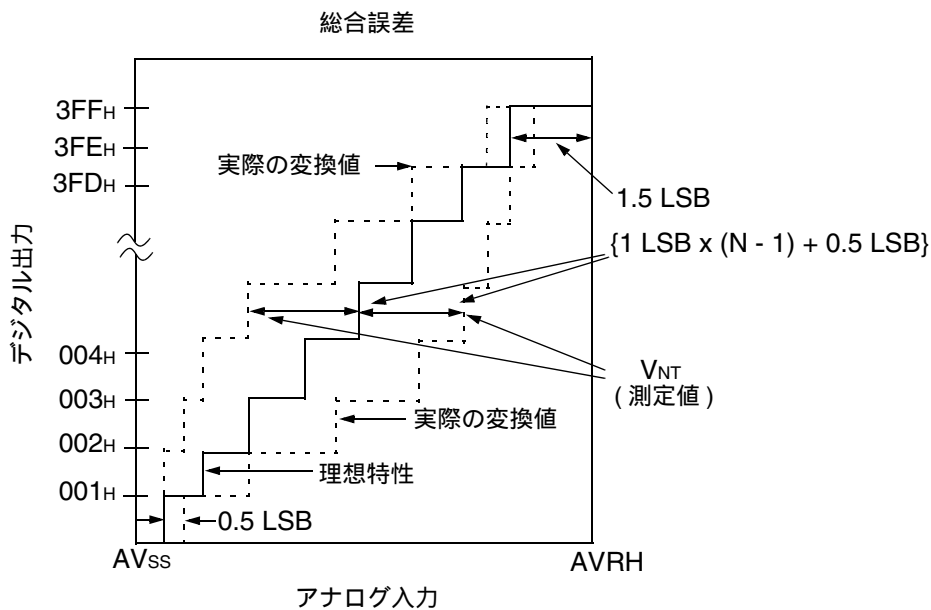 総合誤差
3FFH
3FEH
3FDH
実際の変換値
1.5 LSB
{1 LSB x (N - 1) + 0.5 LSB}
デジタル出力
004H
003H
002H
001H
VNT
( 測定値 )
実際の変換値
理想特性
0.5 LSB
AVSS
AVRH
アナログ入力